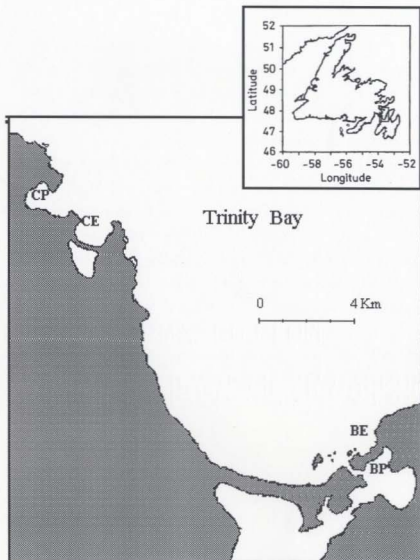 52
51
50
49
48
47
46
Latitude
-60 -58 -56 -54 -52
Longitude
CP
CE
Trinity Bay
0 4 Km
BE
BP